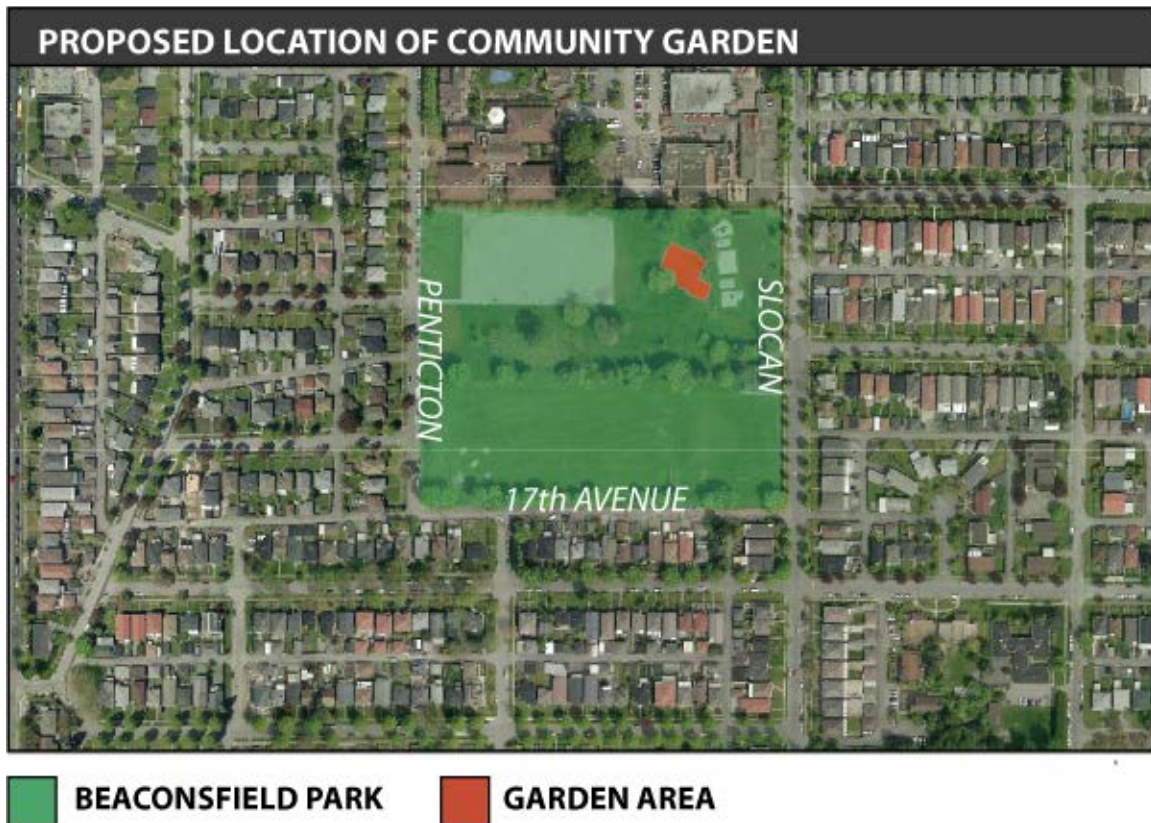 PROPOSED LOCATION OF COMMUNITY GARDEN
PENTICTON
SLOCAN
17th AVENUE
BEACONSFIELD PARK
GARDEN AREA